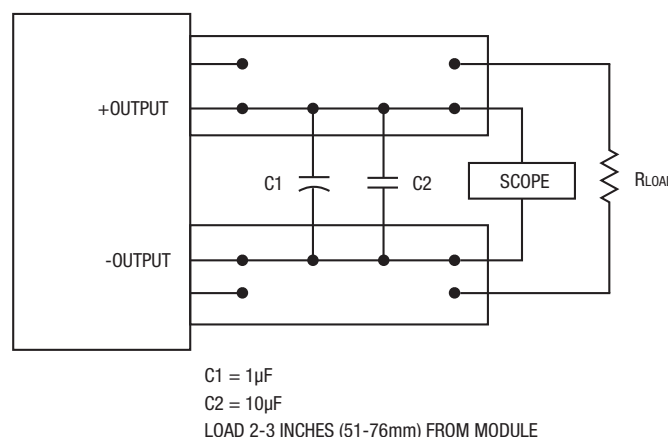 +OUTPUT
C1
C2
SCOPE
RLOAD
-OUTPUT
C1 = 1µF
C2 = 10µF
LOAD 2-3 INCHES (51-76mm) FROM MODULE